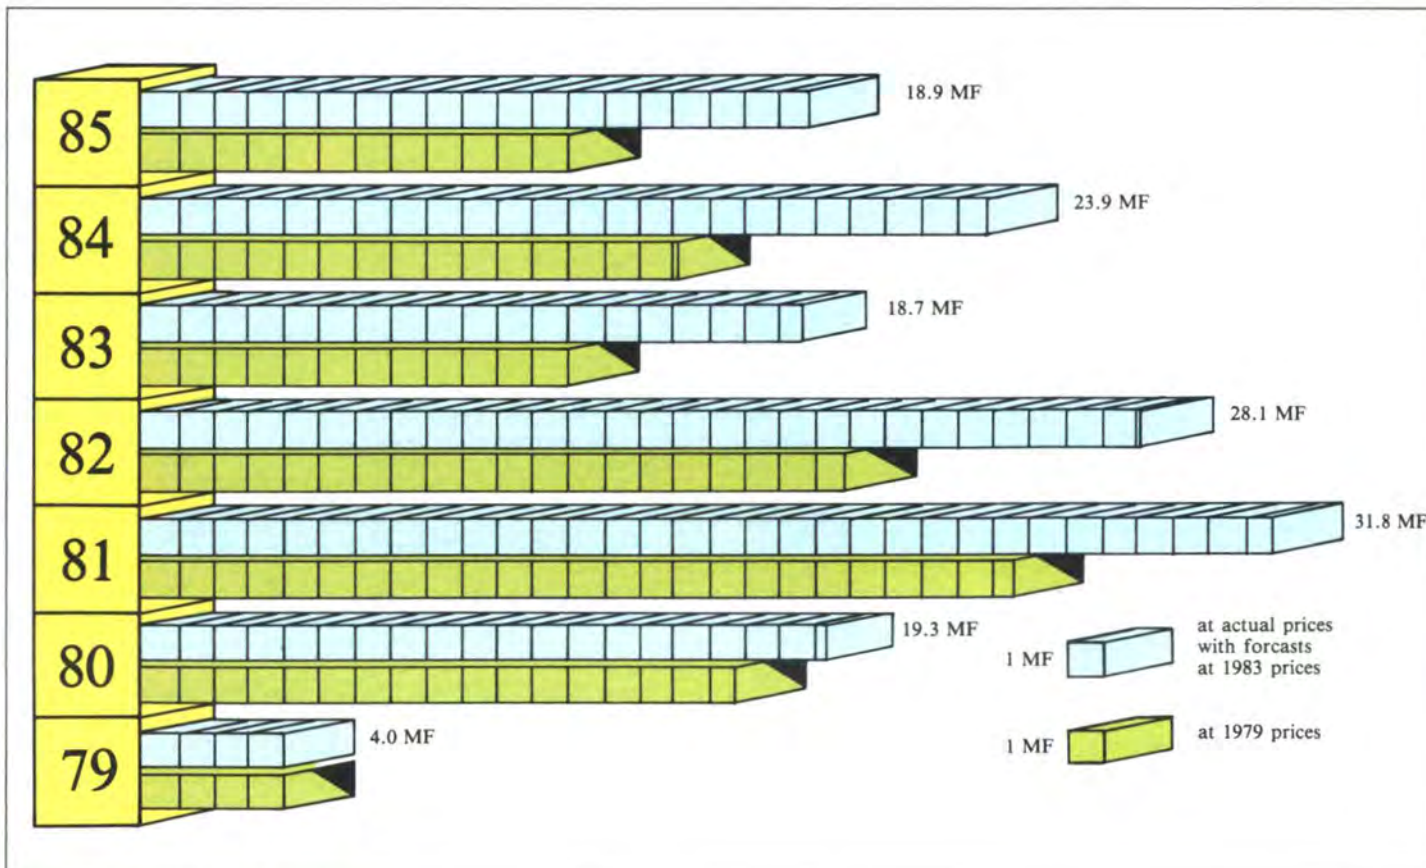 85
18.9 MF
84
23.9 MF
83
18.7 MF
82
28.1 MF
81
31.8 MF
80
19.3 MF
79
4.0 MF
1 MF
at actual prices
with forcasts
at 1983 prices
1 MF
at 1979 prices